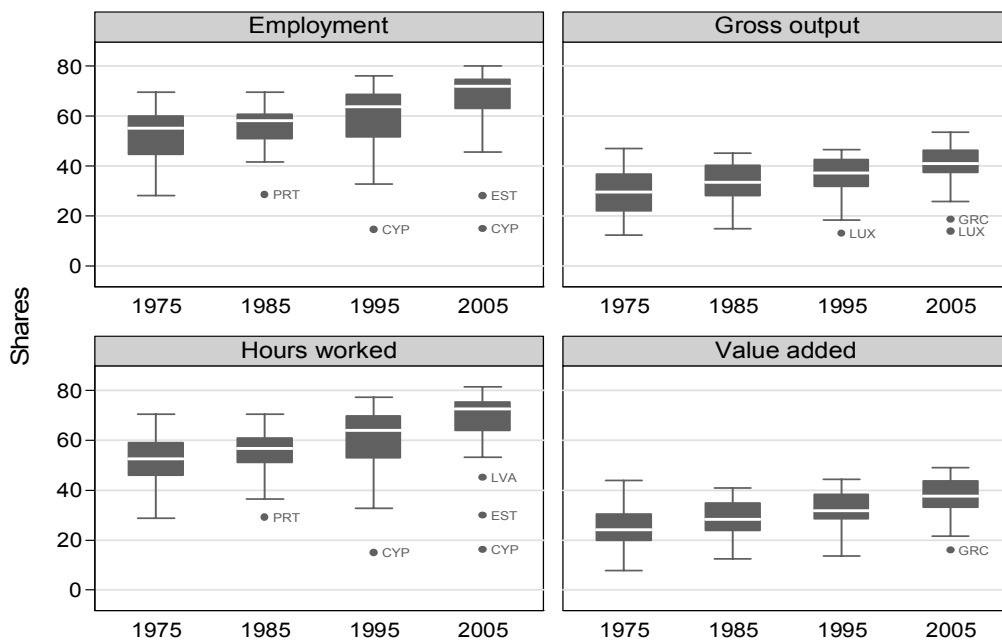 Employment
Gross output
80
60
40
20
0
PRT
CYP
EST
CYP
LUX
GRC
LUX
1975 1985 1995 2005
1975 1985 1995 2005
Shares
Hours worked
Value added
80
60
40
20
0
PRT
CYP
LVA
EST
CYP
GRC
1975 1985 1995 2005
1975 1985 1995 2005